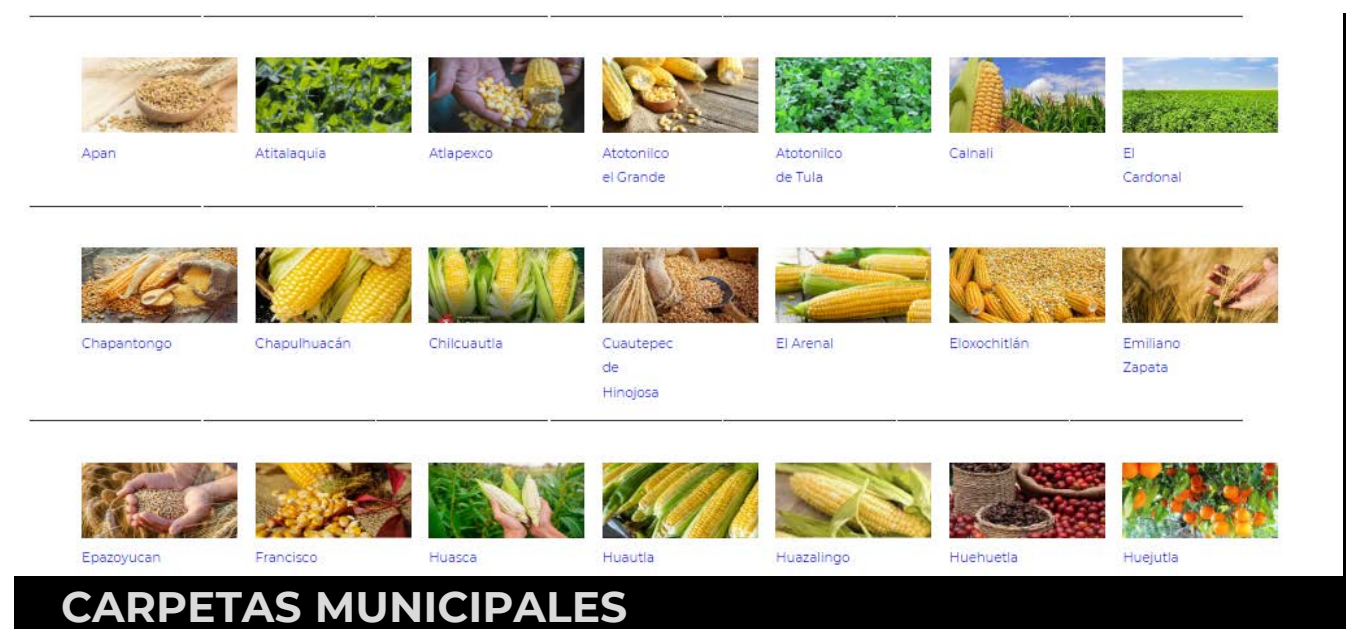 Apan
Atitalaquia
Atlapexco
Atotonilco
el Grande
Atotonilco
de Tula
Calnali
El
Cardonal
Chapantongo
Chapulhuacán
Chilcuautla
Cuautepec
de
Hinojosa
El Arenal
Eloxochitlán
Emiliano
Zapata
Epazoyucan
Francisco
Huasca
Huautla
Huazalingo
Huehuetla
Huejutla
CARPETAS MUNICIPALES